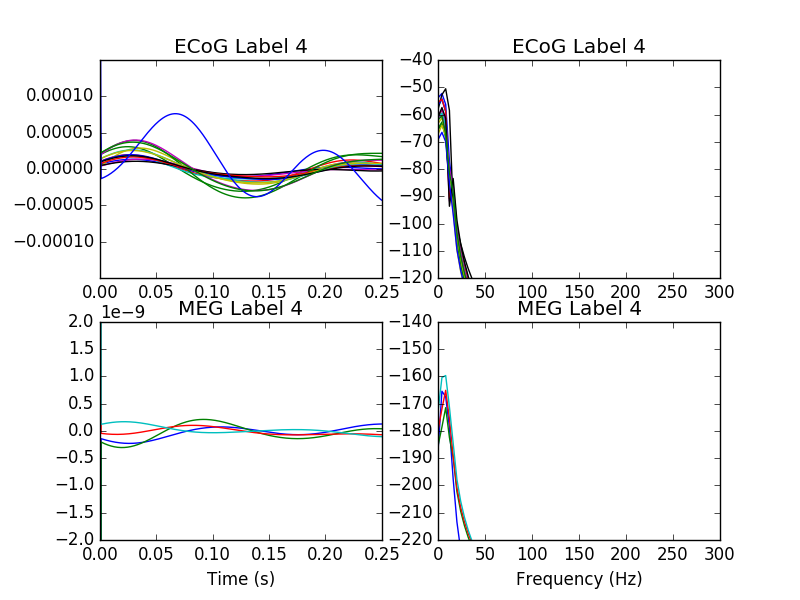 ECoG Label 4
0.00010
0.00005
0.00000
−0.00005
−0.00010
0.00 0.05 0.10 0.15 0.20 0.25
ECoG Label 4
−40
−50
−60
−70
−80
−90
−100
−110
−120
0 50 100 150 200 250 300
MEG Label 4
1e−9
2.0
1.5
1.0
0.5
0.0
−0.5
−1.0
−1.5
−2.0
0.00 0.05 0.10 0.15 0.20 0.25
Time (s)
MEG Label 4
−140
−150
−160
−170
−180
−190
−200
−210
−220
0 50 100 150 200 250 300
Frequency (Hz)